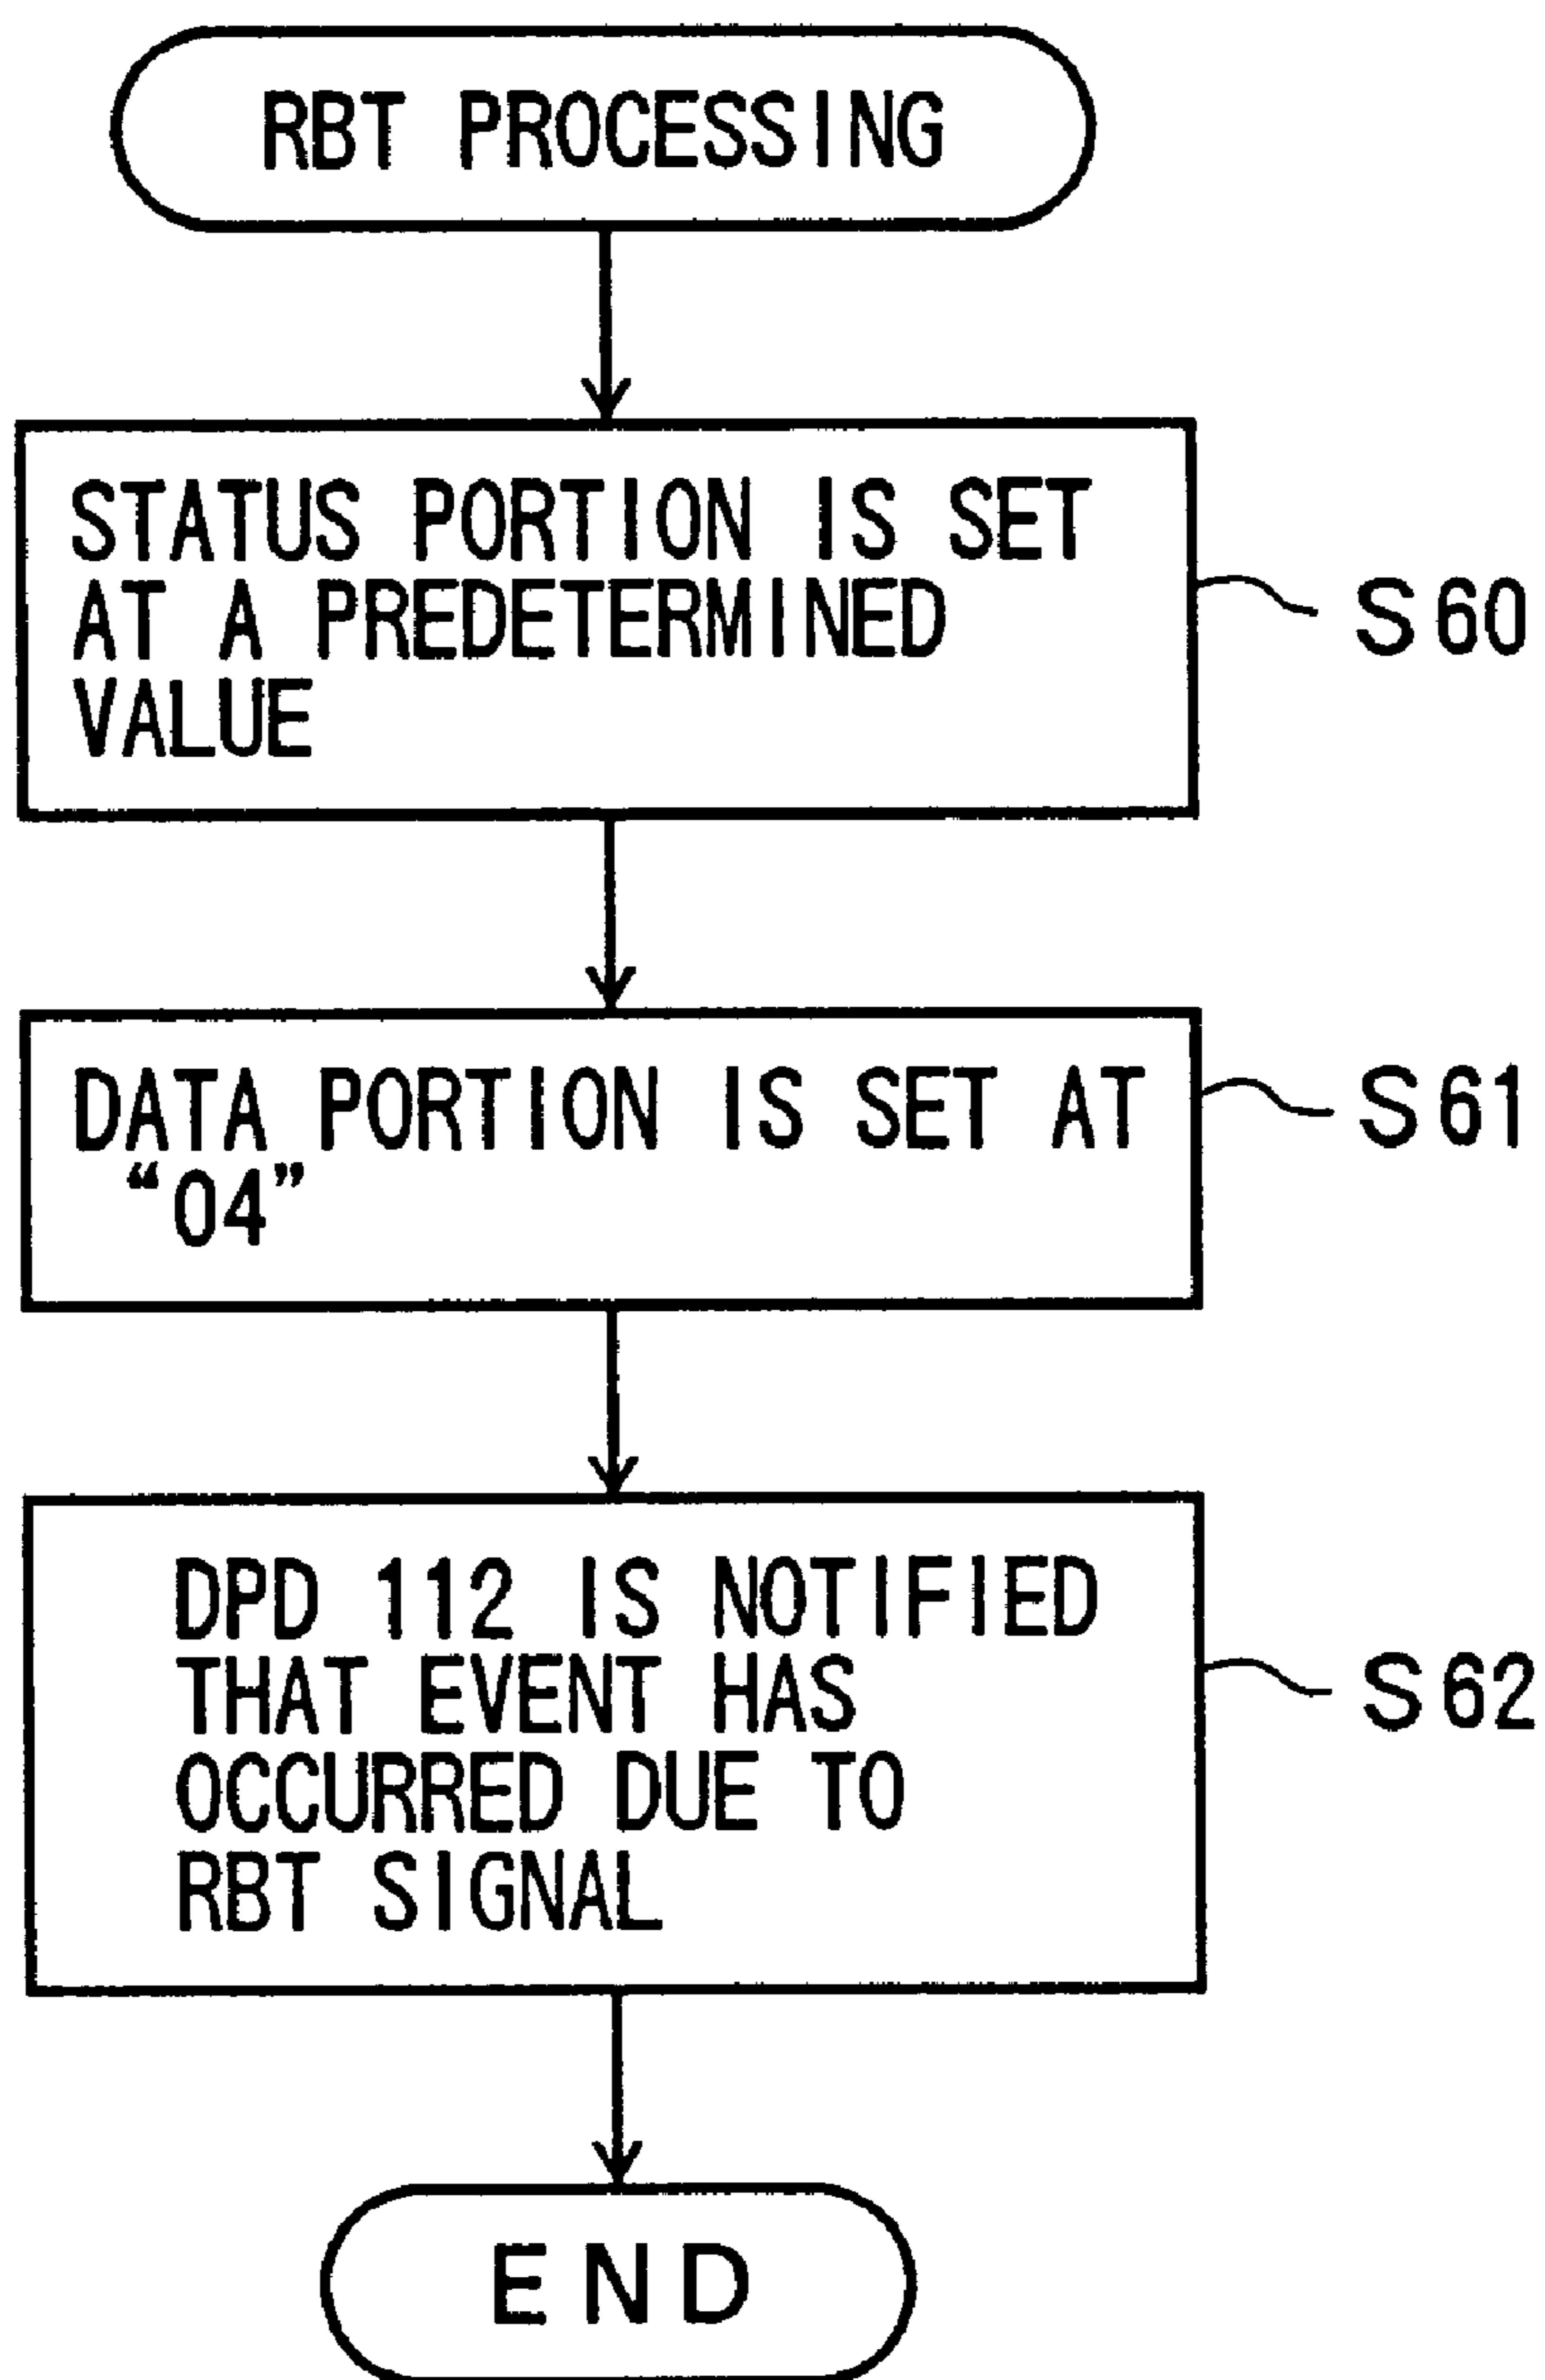 RBT PROCESSING
STATUS PORTION IS SET
AT A PREDETERMINED
VALUE
S60
DATA PORTION IS SET AT
“04”
S61
DPD 112 IS NOTIFIED
THAT EVENT HAS
OCCURRED DUE TO
RBT SIGNAL
S62
END